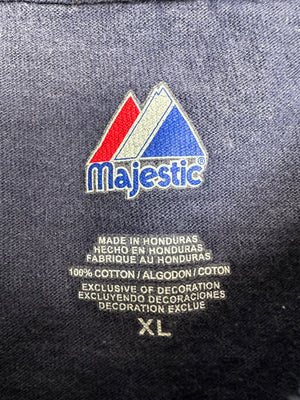 Majestic®
MADE IN HONDURAS
HECHO EN HONDURAS
FABRIQUE AU HONDURAS
100% COTTON / ALGODON / COTON
EXCLUSIVE OF DECORATION
EXCLUYENDO DECORACIONES
DECORATION EXCLUE
XL